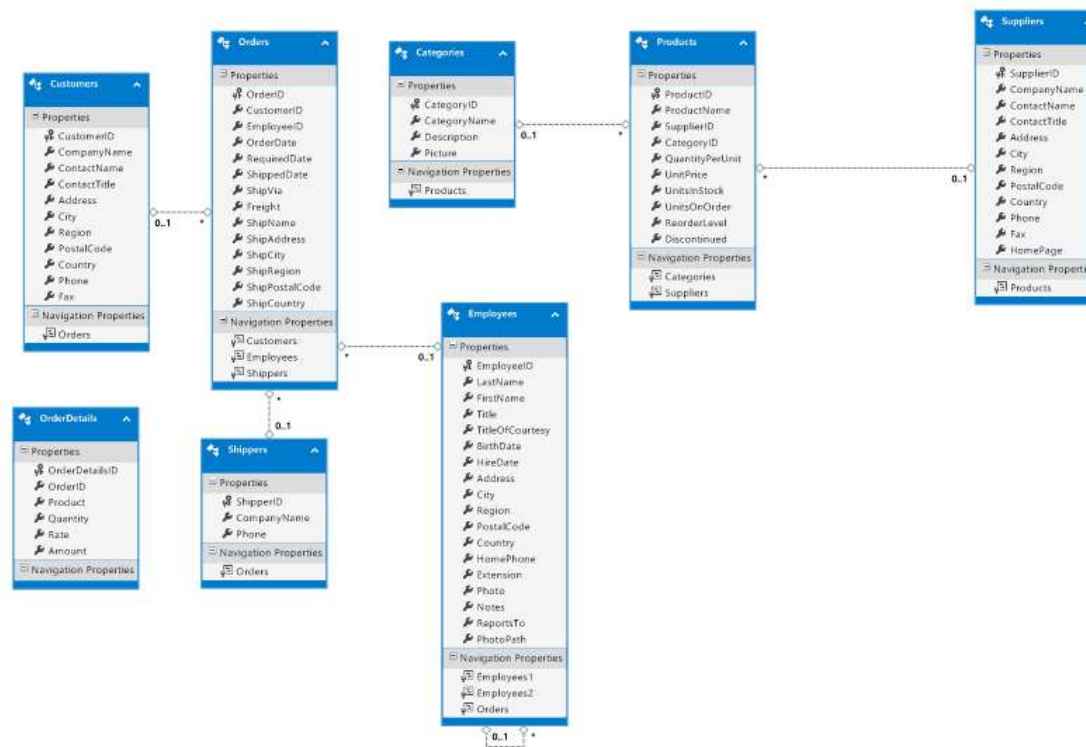 Customers
Properties
CustomerID
CompanyName
ContactName
ContactTitle
Address
City
Region
PostalCode
Country
Phone
Fax
Navigation Properties
Orders
0..1
*
Orders
Properties
OrderID
CustomerID
EmployeeID
OrderDate
RequiredDate
ShippedDate
ShipVia
Freight
ShipName
ShipAddress
ShipCity
ShipRegion
ShipPostalCode
ShipCountry
Navigation Properties
Customers
Employees
Shippers
*
0..1
*
0..1
Categories
Properties
CategoryID
CategoryName
Description
Picture
Navigation Properties
Products
0..1
*
Products
Properties
ProductID
ProductName
SupplierID
CategoryID
QuantityPerUnit
UnitPrice
UnitsInStock
UnitsOnOrder
ReorderLevel
Discontinued
Navigation Properties
Categories
Suppliers
*
0..1
Suppliers
Properties
SupplierID
CompanyName
ContactName
ContactTitle
Address
City
Region
PostalCode
Country
Phone
Fax
HomePage
Navigation Properti
Products
OrderDetails
Properties
OrderDetailsID
OrderID
Product
Quantity
Rate
Amount
Navigation Properties
Shippers
Properties
ShipperID
CompanyName
Phone
Navigation Properties
Orders
Employees
Properties
EmployeeID
LastName
FirstName
Title
TitleOfCourtesy
BirthDate
HireDate
Address
City
Region
PostalCode
Country
HomePhone
Extension
Photo
Notes
ReportsTo
PhotoPath
Navigation Properties
Employees1
Employees2
Orders
0..1
*